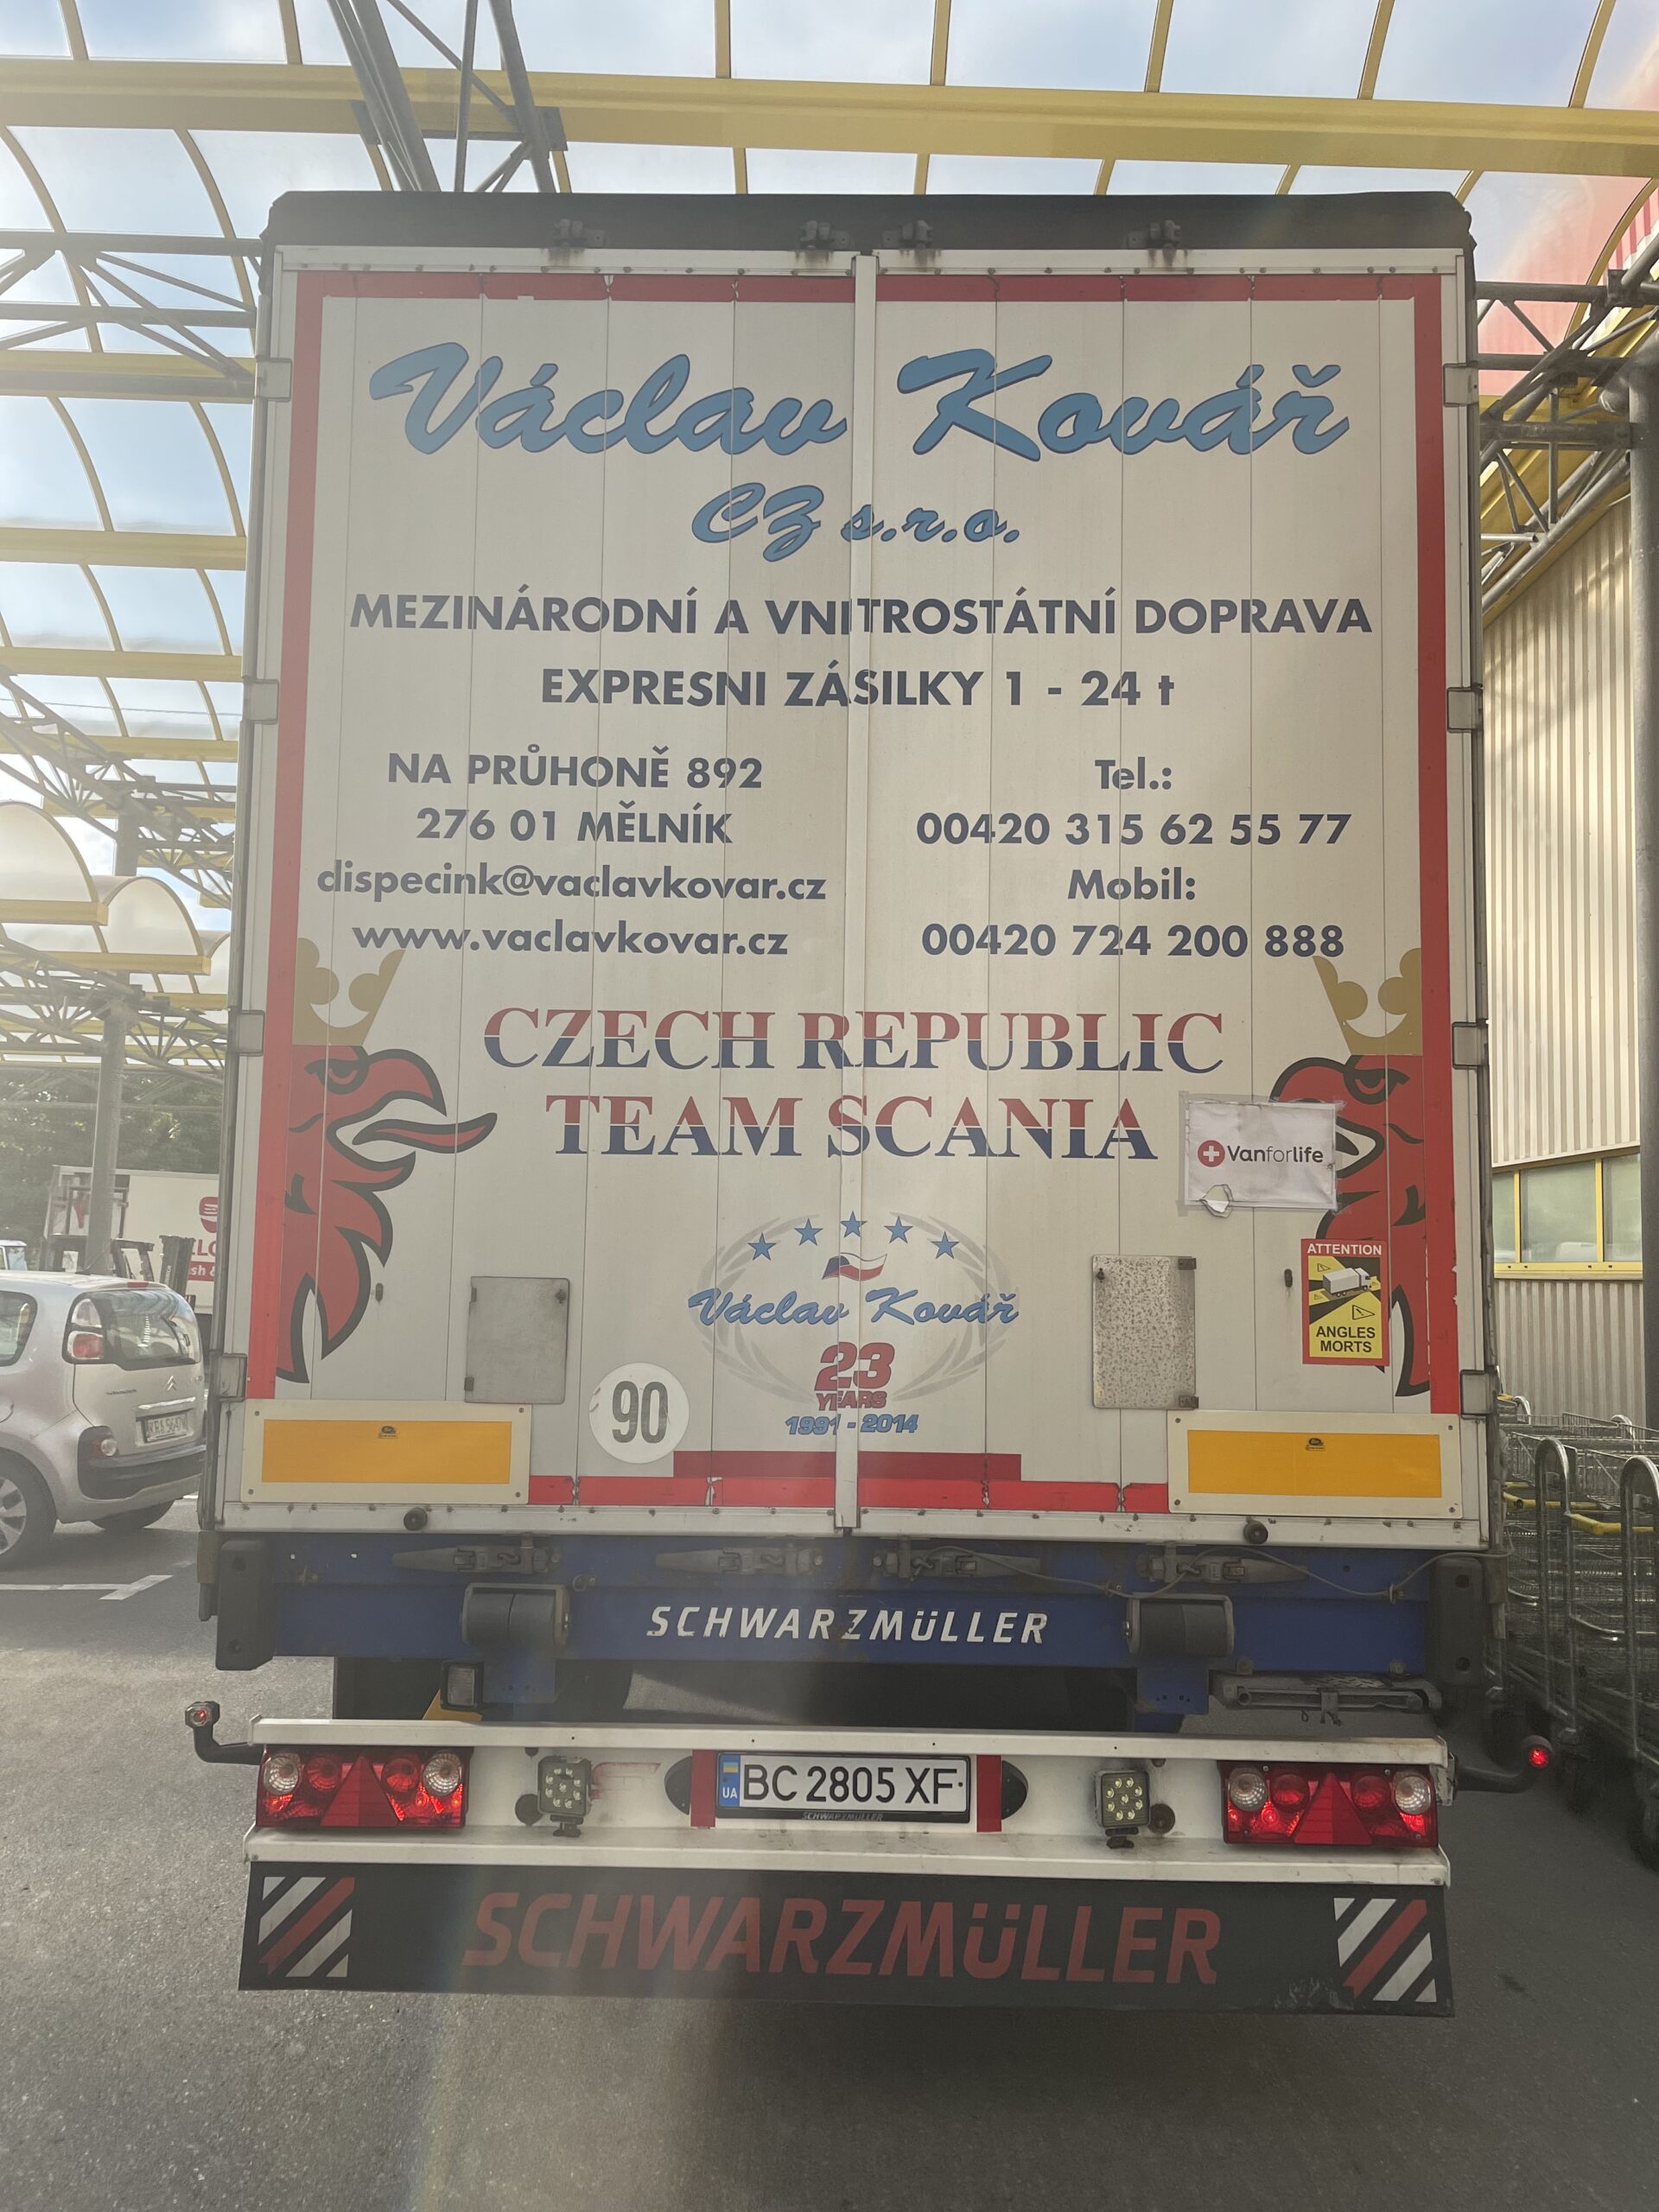 Václav Kovář
CZ s.r.o.
MEZINÁRODNÍ A VNITROSTÁTNÍ DOPRAVA
EXPRESNI ZÁSILKY 1 - 24 t
NA PRŮHONĚ 892
276 01 MĚLNÍK
dispecink@vaclavkovar.cz
www.vaclavkovar.cz
Tel.:
00420 315 62 55 77
Mobil:
00420 724 200 888
CZECH REPUBLIC
TEAM SCANIA
Vanforlife
Václav Kovář
23
YEARS
1991 - 2014
90
ATTENTION
ANGLES
MORTS
SCHWARZMÜLLER
UA
BC 2805 XF
SCHWARZMÜLLER
SCHWARZMÜLLER